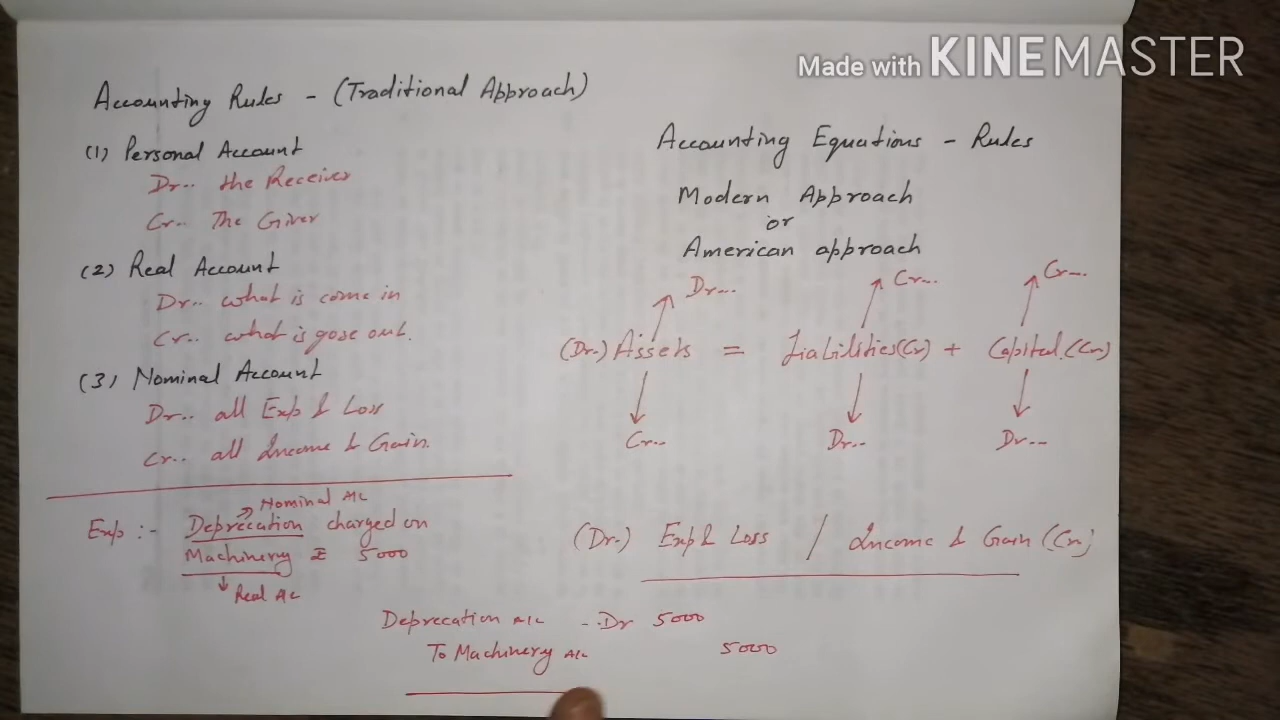 Made with KINEMASTER
Accounting Rules - (Traditional Approach)
(1) Personal Account
Dr.. the Receiver
Cr.. The Giver
(2) Real Account
Dr.. what is come in
Cr.. what is gose out.
(3) Nominal Account
Dr.. all Exp & Loss
Cr.. all Income & Gain.
Nominal A/c
Exp :- Deprecation charged on
Machinery 5000
Real A/c
Accounting Equations - Rules
Modern Approach
or
American approach
Dr... Cr... Cr...
(Dr.) Assets = Liabilities(Cr) + Capital.(Cr)
Cr... Dr... Dr...
(Dr.) Exp & Loss / Income & Gain (Cr)
Deprecation A/c -.Dr 5000
To Machinery A/c 5000